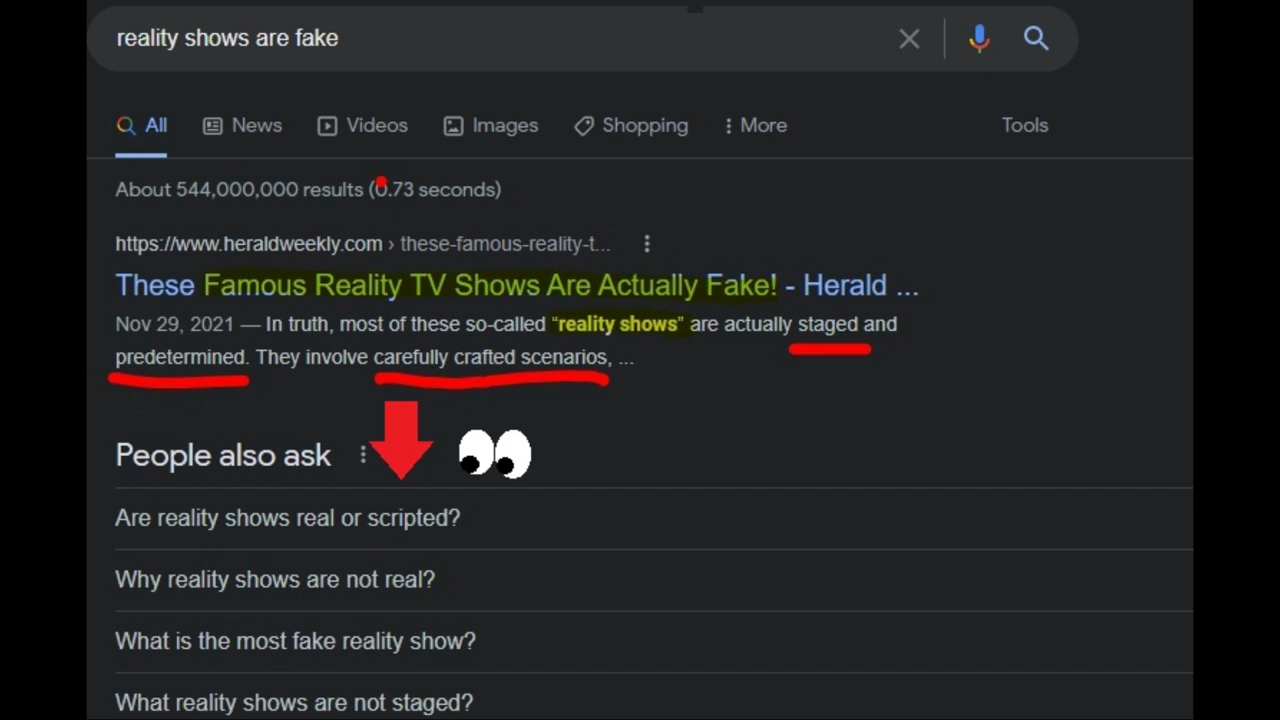 reality shows are fake
All News Videos Images Shopping More Tools
About 544,000,000 results (0.73 seconds)
https://www.heraldweekly.com › these-famous-reality-t...
These Famous Reality TV Shows Are Actually Fake! - Herald ...
Nov 29, 2021 — In truth, most of these so-called “reality shows” are actually staged and
predetermined. They involve carefully crafted scenarios, ...
People also ask
Are reality shows real or scripted?
Why reality shows are not real?
What is the most fake reality show?
What reality shows are not staged?